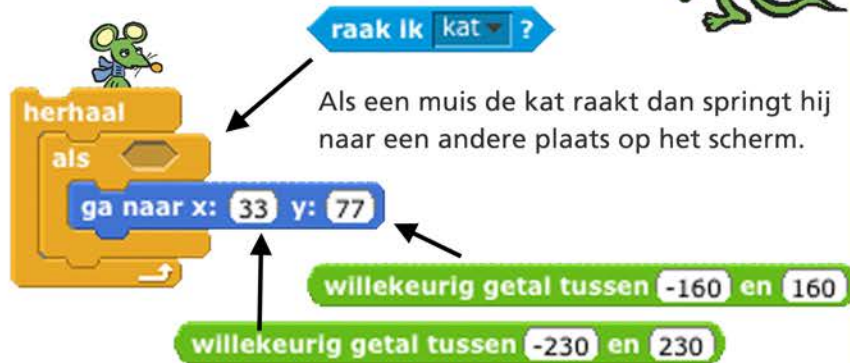 raak ik kat ?
herhaal
Als een muis de kat raakt dan springt hij
naar een andere plaats op het scherm.
als
ga naar x: 33 y: 77
willekeurig getal tussen -160 en 160
willekeurig getal tussen -230 en 230